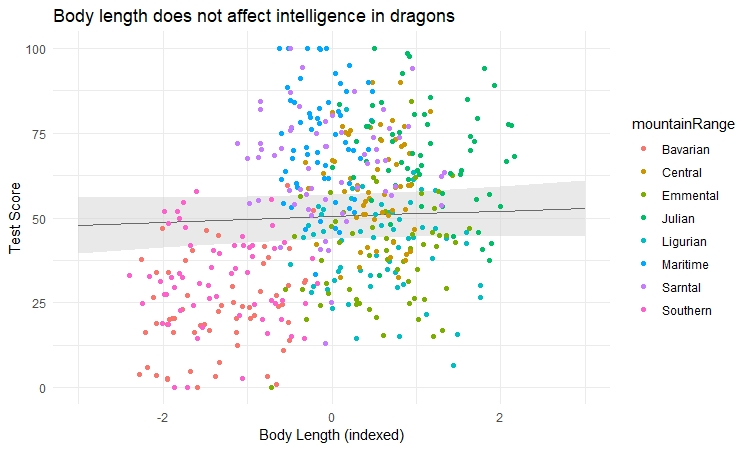 Body length does not affect intelligence in dragons
100
75
50
25
0
Test Score
-2
0
2
Body Length (indexed)
mountainRange
Bavarian
Central
Emmental
Julian
Ligurian
Maritime
Sarntal
Southern